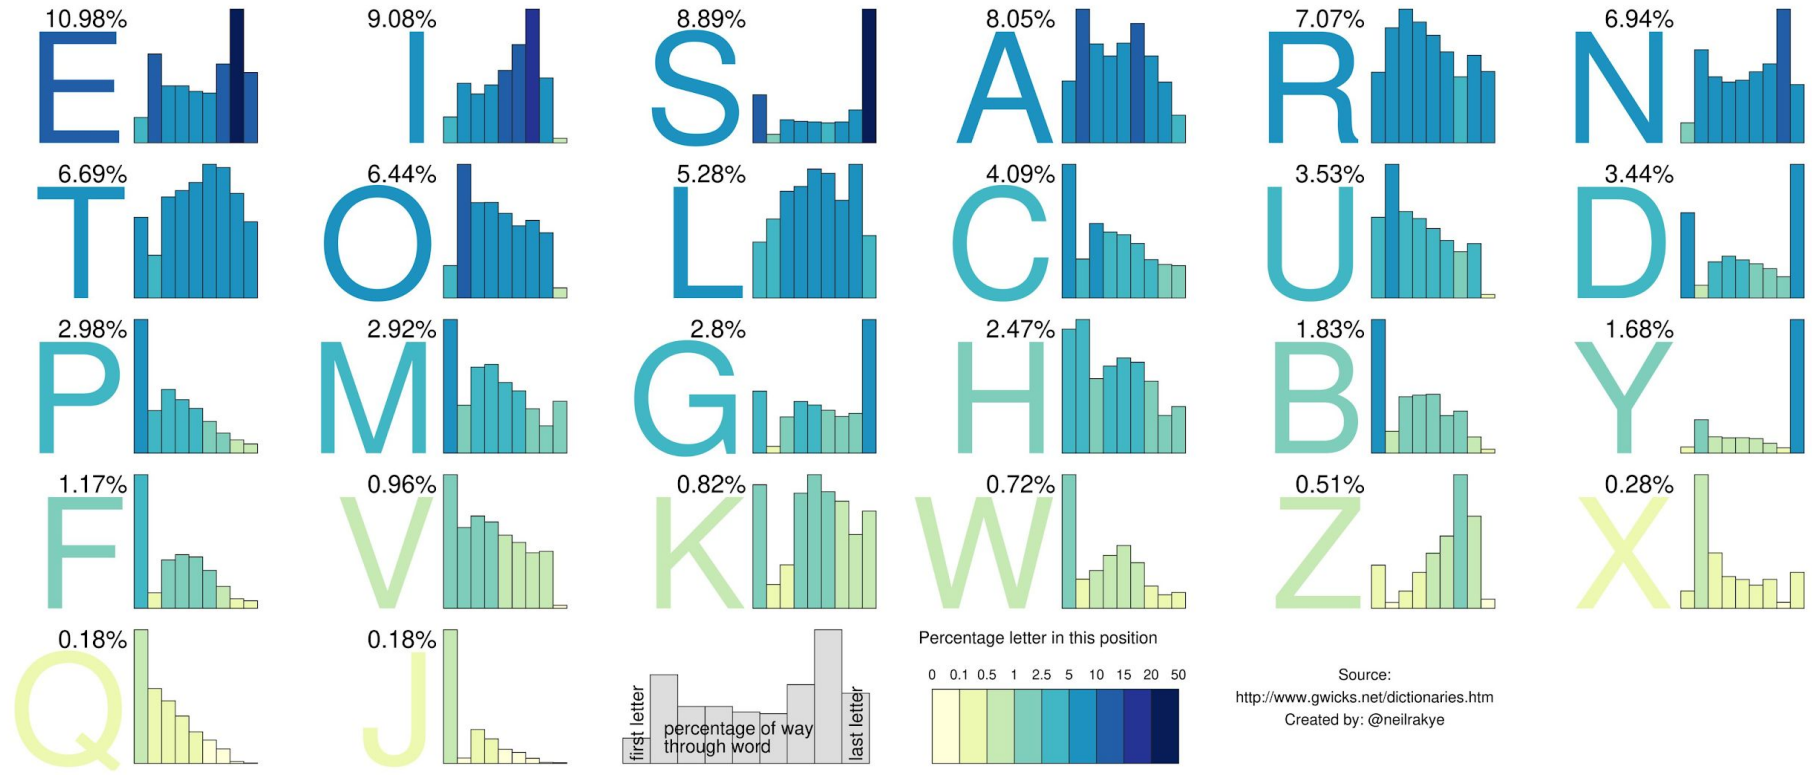 10.98% 9.08% 8.89% 8.05% 7.07% 6.94%
E I S A R N
6.69% 6.44% 5.28% 4.09% 3.53% 3.44%
T O L C U D
2.98% 2.92% 2.8% 2.47% 1.83% 1.68%
P M G H B Y
1.17% 0.96% 0.82% 0.72% 0.51% 0.28%
F V K W Z X
0.18% 0.18%
Q J
first letter
percentage of way
through word
last letter
Percentage letter in this position
0 0.1 0.5 1 2.5 5 10 15 20 50
Source:
http://www.gwicks.net/dictionaries.htm
Created by: @neilrakye